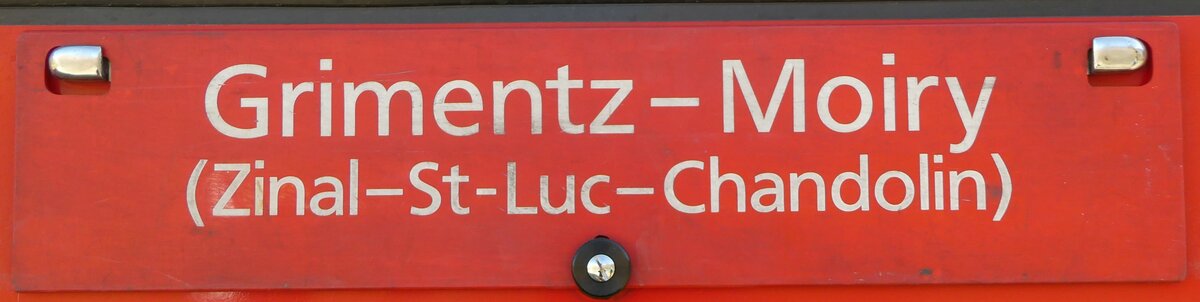 Grimentz – Moiry
(Zinal–St-Luc–Chandolin)